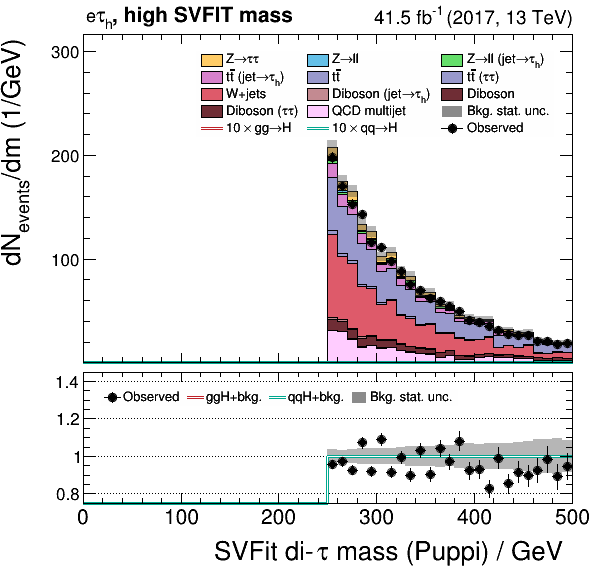 eτh, high SVFIT mass
41.5 fb⁻¹ (2017, 13 TeV)
dNevents/dm (1/GeV)
300
200
100
Z→ττ
Z→ll
Z→ll (jet→τh)
tt̄ (jet→τh)
tt̄
tt̄ (ττ)
W+jets
Diboson (jet→τh)
Diboson
Diboson (ττ)
QCD multijet
Bkg. stat. unc.
10 × gg→H
10 × qq→H
Observed
1.4
1.2
1
0.8
Observed
ggH+bkg.
qqH+bkg.
Bkg. stat. unc.
0
100
200
300
400
500
SVFit di-τ mass (Puppi) / GeV